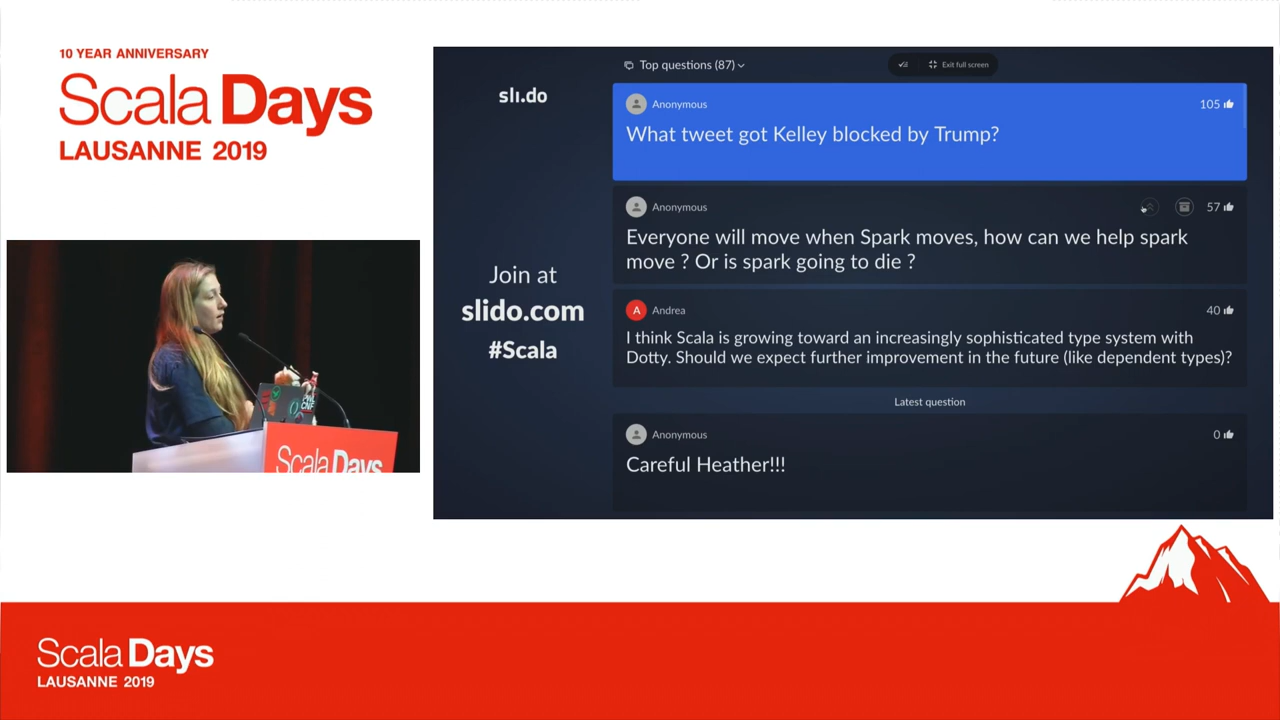 10 YEAR ANNIVERSARY
Scala Days
LAUSANNE 2019
sli.do
Join at
slido.com
#Scala
Top questions (87)
Exit full screen
Anonymous
105
What tweet got Kelley blocked by Trump?
Anonymous
57
Everyone will move when Spark moves, how can we help spark
move ? Or is spark going to die ?
A
Andrea
40
I think Scala is growing toward an increasingly sophisticated type system with
Dotty. Should we expect further improvement in the future (like dependent types)?
Latest question
Anonymous
0
Careful Heather!!!
Scala Days
Scala Days
LAUSANNE 2019